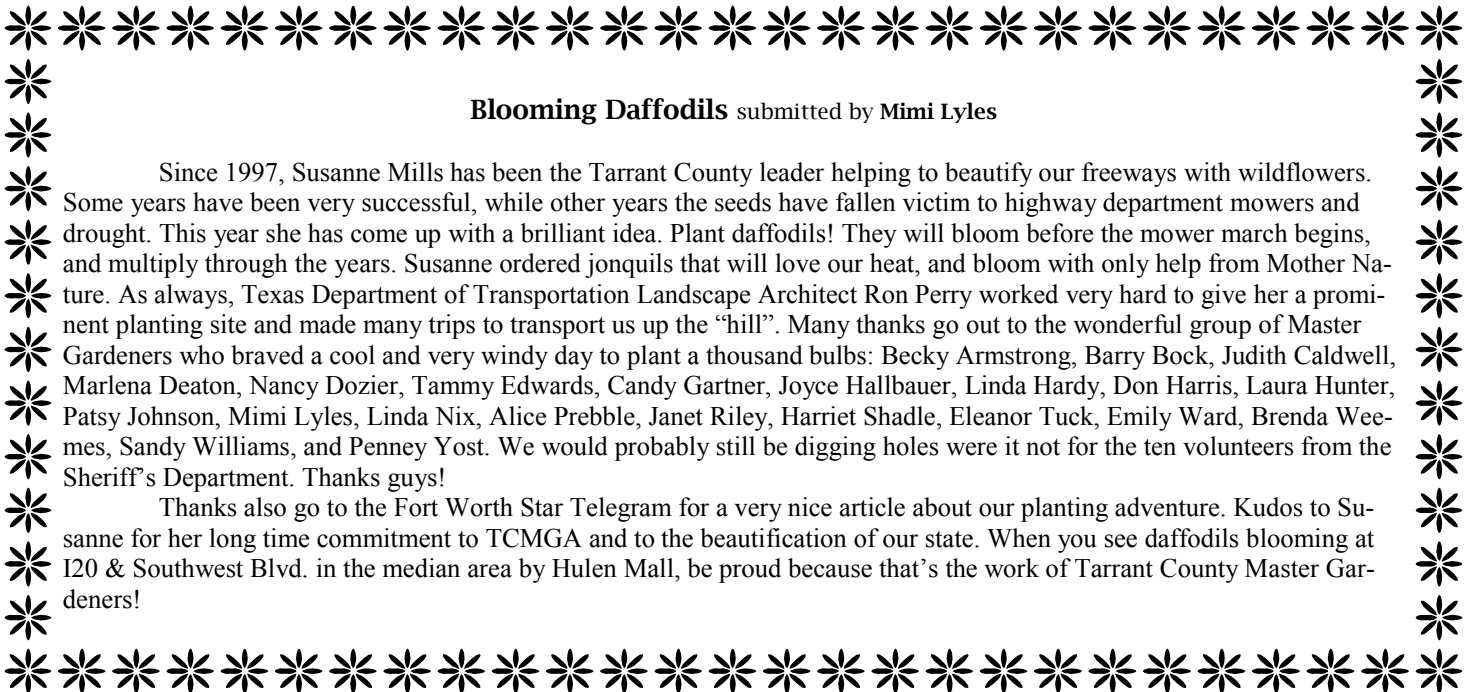 Blooming Daffodils submitted by Mimi Lyles
Since 1997, Susanne Mills has been the Tarrant County leader helping to beautify our freeways with wildflowers.
Some years have been very successful, while other years the seeds have fallen victim to highway department mowers and
drought. This year she has come up with a brilliant idea. Plant daffodils! They will bloom before the mower march begins,
and multiply through the years. Susanne ordered jonquils that will love our heat, and bloom with only help from Mother Na-
ture. As always, Texas Department of Transportation Landscape Architect Ron Perry worked very hard to give her a promi-
nent planting site and made many trips to transport us up the “hill”. Many thanks go out to the wonderful group of Master
Gardeners who braved a cool and very windy day to plant a thousand bulbs: Becky Armstrong, Barry Bock, Judith Caldwell,
Marlena Deaton, Nancy Dozier, Tammy Edwards, Candy Gartner, Joyce Hallbauer, Linda Hardy, Don Harris, Laura Hunter,
Patsy Johnson, Mimi Lyles, Linda Nix, Alice Prebble, Janet Riley, Harriet Shadle, Eleanor Tuck, Emily Ward, Brenda Wee-
mes, Sandy Williams, and Penney Yost. We would probably still be digging holes were it not for the ten volunteers from the
Sheriff’s Department. Thanks guys!
Thanks also go to the Fort Worth Star Telegram for a very nice article about our planting adventure. Kudos to Su-
sanne for her long time commitment to TCMGA and to the beautification of our state. When you see daffodils blooming at
I20 & Southwest Blvd. in the median area by Hulen Mall, be proud because that’s the work of Tarrant County Master Gar-
deners!